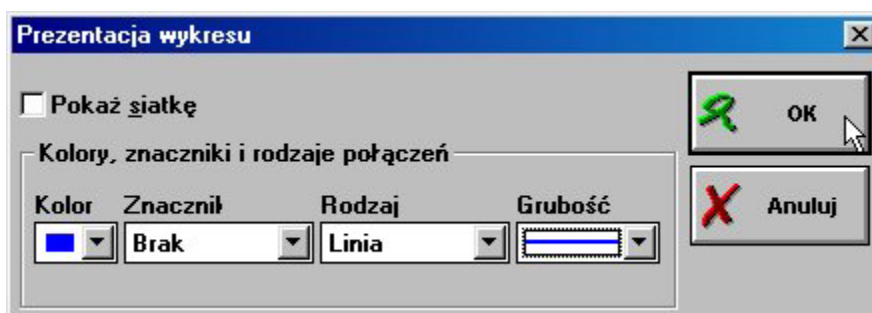 Prezentacja wykresu
Pokaż siatkę
OK
Kolory, znaczniki i rodzaje połączeń
Kolor Znacznik Rodzaj Grubość
Anuluj
Brak Linia